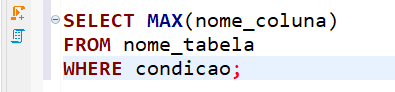 SELECT MAX(nome_coluna)
FROM nome_tabela
WHERE condicao;